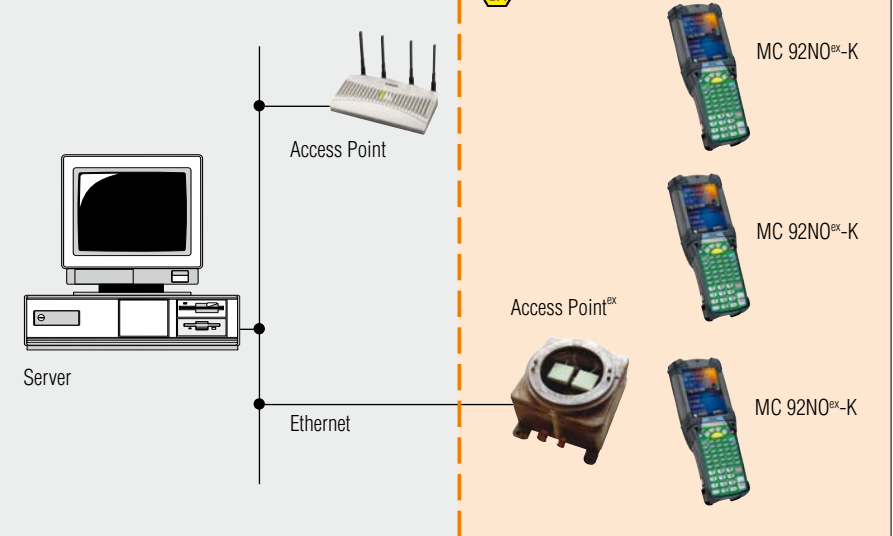 MC 92N0ᵉˣ-K
Access Point
MC 92N0ᵉˣ-K
Access Pointᵉˣ
Server
MC 92N0ᵉˣ-K
Ethernet